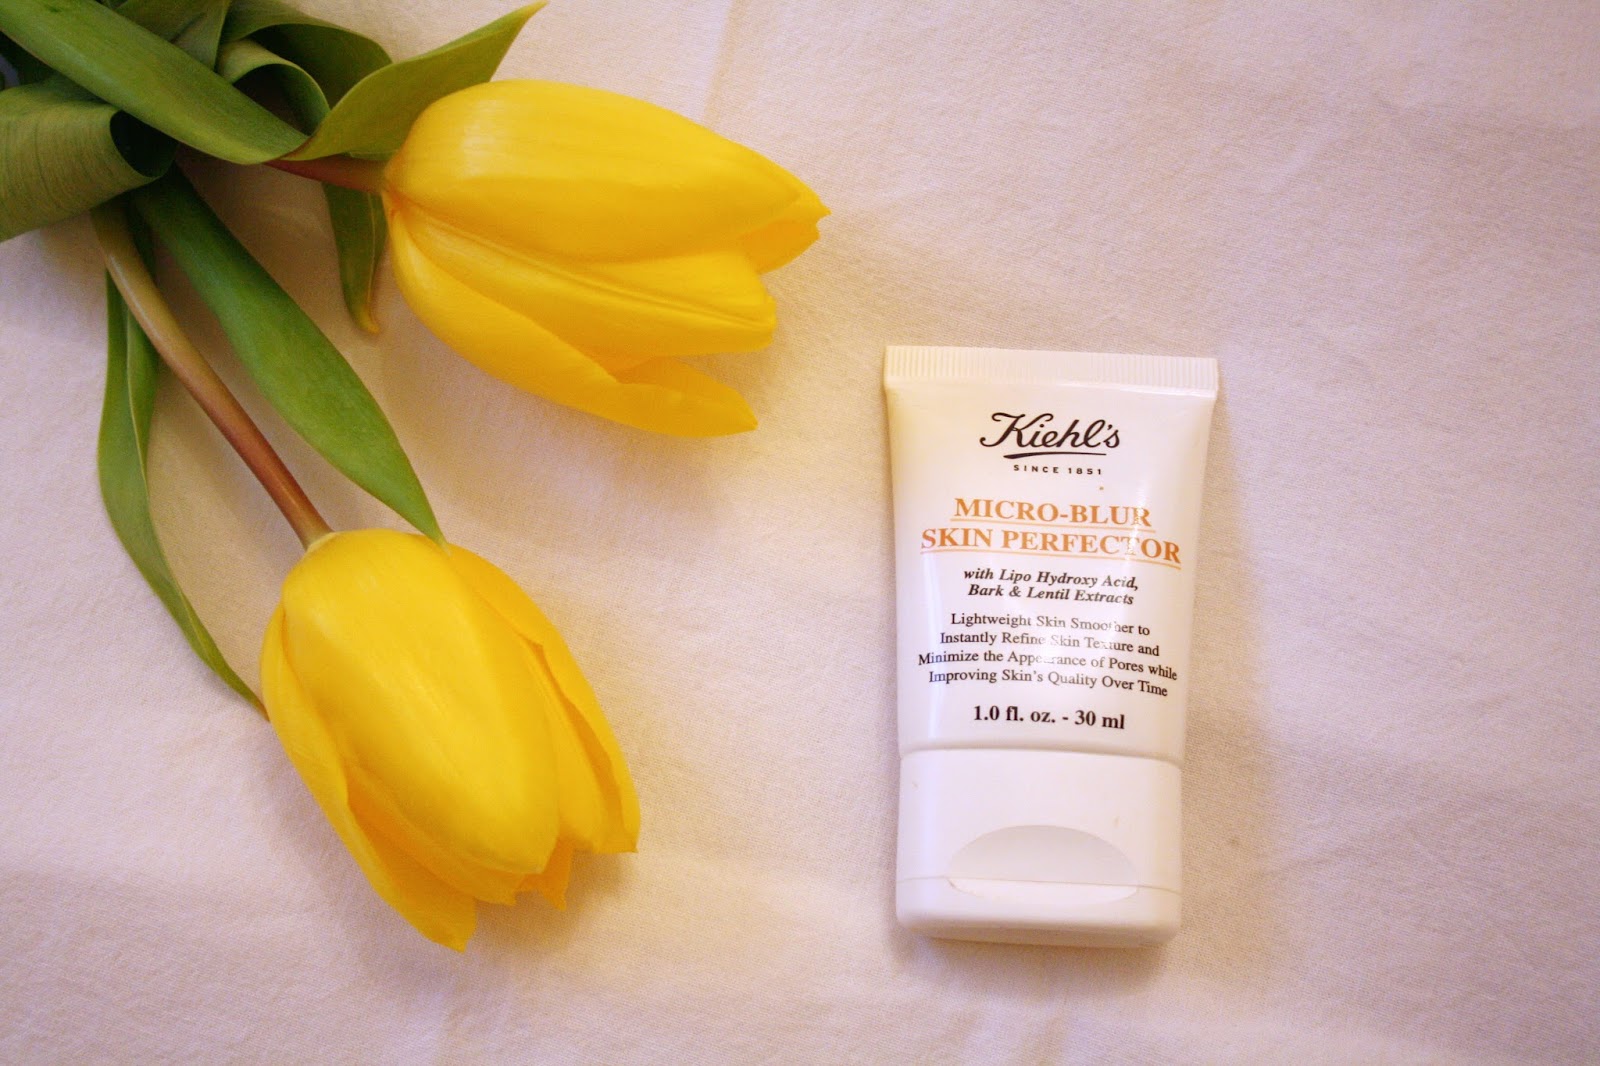 Kiehl's
SINCE 1851
MICRO-BLUR
SKIN PERFECTOR
with Lipo Hydroxy Acid,
Bark & Lentil Extracts
Lightweight Skin Smoother to
Instantly Refine Skin Texture and
Minimize the Appearance of Pores while
Improving Skin's Quality Over Time
1.0 fl. oz. - 30 ml